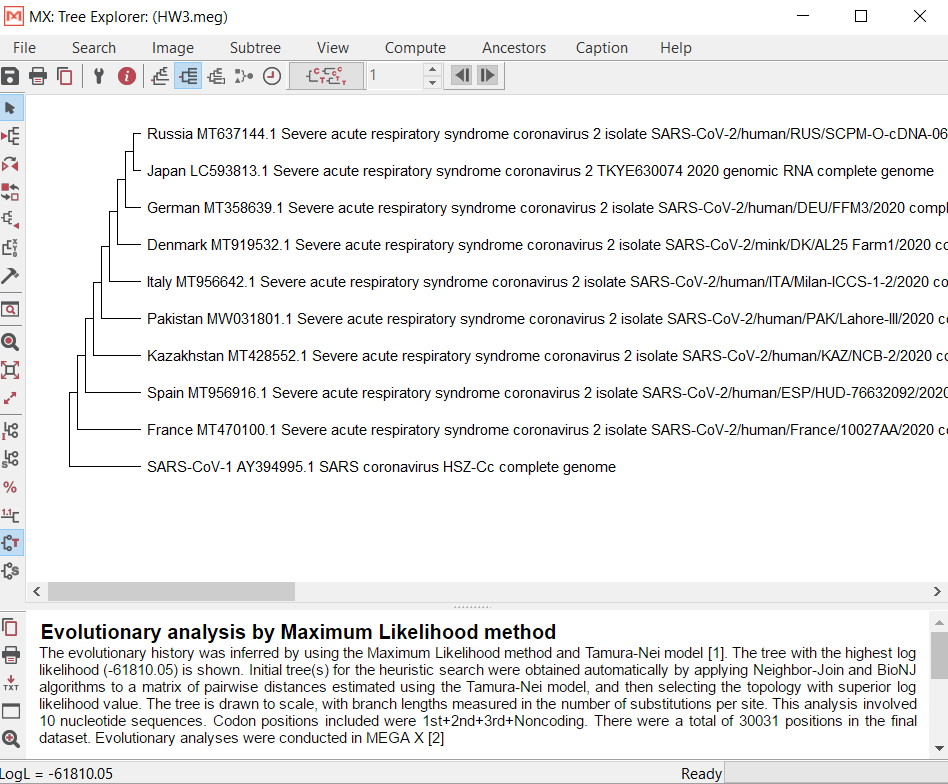 MX: Tree Explorer: (HW3.meg)
File Search Image Subtree View Compute Ancestors Caption Help
1
Russia MT637144.1 Severe acute respiratory syndrome coronavirus 2 isolate SARS-CoV-2/human/RUS/SCPM-O-cDNA-06
Japan LC593813.1 Severe acute respiratory syndrome coronavirus 2 TKYE630074 2020 genomic RNA complete genome
German MT358639.1 Severe acute respiratory syndrome coronavirus 2 isolate SARS-CoV-2/human/DEU/FFM3/2020 compl
Denmark MT919532.1 Severe acute respiratory syndrome coronavirus 2 isolate SARS-CoV-2/mink/DK/AL25 Farm1/2020 co
Italy MT956642.1 Severe acute respiratory syndrome coronavirus 2 isolate SARS-CoV-2/human/ITA/Milan-ICCS-1-2/2020 co
Pakistan MW031801.1 Severe acute respiratory syndrome coronavirus 2 isolate SARS-CoV-2/human/PAK/Lahore-III/2020 co
Kazakhstan MT428552.1 Severe acute respiratory syndrome coronavirus 2 isolate SARS-CoV-2/human/KAZ/NCB-2/2020 co
Spain MT956916.1 Severe acute respiratory syndrome coronavirus 2 isolate SARS-CoV-2/human/ESP/HUD-76632092/2020
France MT470100.1 Severe acute respiratory syndrome coronavirus 2 isolate SARS-CoV-2/human/France/10027AA/2020 co
SARS-CoV-1 AY394995.1 SARS coronavirus HSZ-Cc complete genome
%
1.1
TXT
Evolutionary analysis by Maximum Likelihood method
The evolutionary history was inferred by using the Maximum Likelihood method and Tamura-Nei model [1]. The tree with the highest log
likelihood (-61810.05) is shown. Initial tree(s) for the heuristic search were obtained automatically by applying Neighbor-Join and BioNJ
algorithms to a matrix of pairwise distances estimated using the Tamura-Nei model, and then selecting the topology with superior log
likelihood value. The tree is drawn to scale, with branch lengths measured in the number of substitutions per site. This analysis involved
10 nucleotide sequences. Codon positions included were 1st+2nd+3rd+Noncoding. There were a total of 30031 positions in the final
dataset. Evolutionary analyses were conducted in MEGA X [2]
LogL = -61810.05
Ready